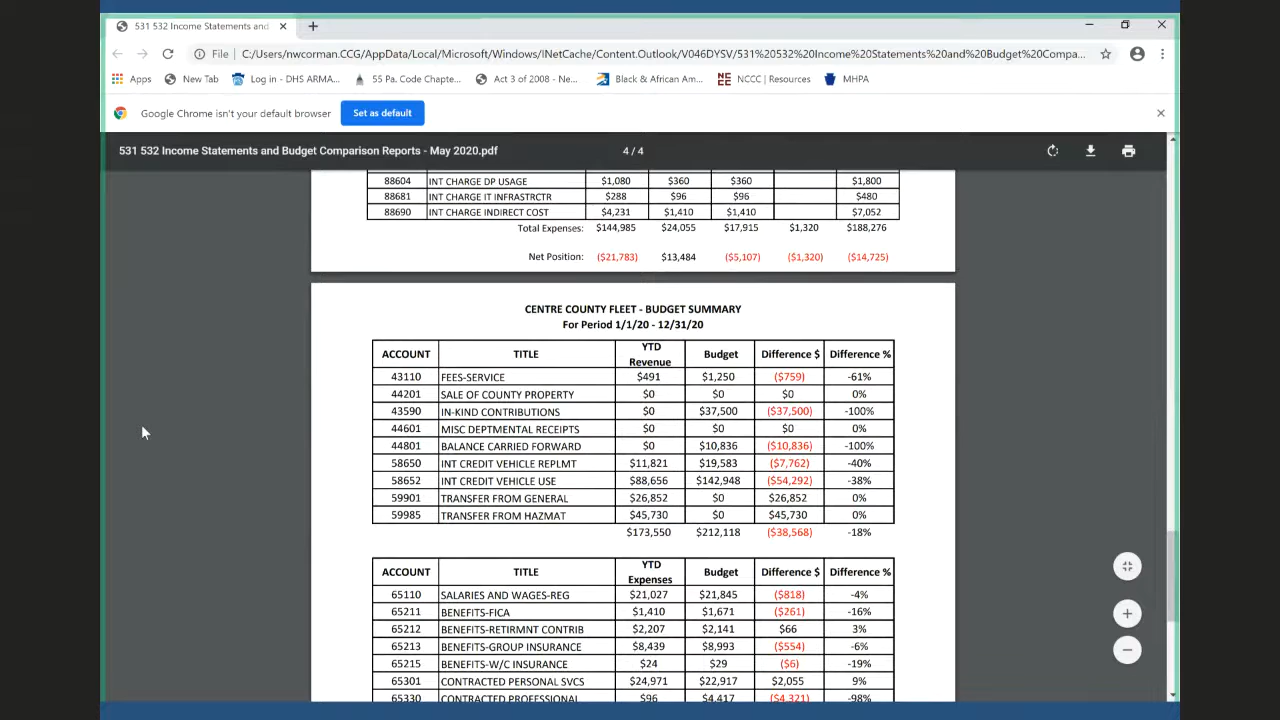 531 532 Income Statements and
File
C:/Users/nwcorman.CCG/AppData/Local/Microsoft/Windows/INetCache/Content.Outlook/V046DYSV/531%20532%20Income%20Statements%20and%20Budget%20Compa...
Apps New Tab Log in - DHS ARMA... 55 Pa. Code Chapte... Act 3 of 2008 - Ne... Black & African Am... NCCC | Resources MHPA
Google Chrome isn't your default browser Set as default
531 532 Income Statements and Budget Comparison Reports - May 2020.pdf 4 / 4
88604 INT CHARGE DP USAGE $1,080 $360 $360 $1,800
88681 INT CHARGE IT INFRASTRCTR $288 $96 $96 $480
88690 INT CHARGE INDIRECT COST $4,231 $1,410 $1,410 $7,052
Total Expenses: $144,985 $24,055 $17,915 $1,320 $188,276
Net Position: ($21,783) $13,484 ($5,107) ($1,320) ($14,725)
CENTRE COUNTY FLEET - BUDGET SUMMARY
For Period 1/1/20 - 12/31/20
ACCOUNT TITLE YTD Revenue Budget Difference $ Difference %
43110 FEES-SERVICE $491 $1,250 ($759) -61%
44201 SALE OF COUNTY PROPERTY $0 $0 $0 0%
43590 IN-KIND CONTRIBUTIONS $0 $37,500 ($37,500) -100%
44601 MISC DEPTMENTAL RECEIPTS $0 $0 $0 0%
44801 BALANCE CARRIED FORWARD $0 $10,836 ($10,836) -100%
58650 INT CREDIT VEHICLE REPLMT $11,821 $19,583 ($7,762) -40%
58652 INT CREDIT VEHICLE USE $88,656 $142,948 ($54,292) -38%
59901 TRANSFER FROM GENERAL $26,852 $0 $26,852 0%
59985 TRANSFER FROM HAZMAT $45,730 $0 $45,730 0%
$173,550 $212,118 ($38,568) -18%
ACCOUNT TITLE YTD Expenses Budget Difference $ Difference %
65110 SALARIES AND WAGES-REG $21,027 $21,845 ($818) -4%
65211 BENEFITS-FICA $1,410 $1,671 ($261) -16%
65212 BENEFITS-RETIRMNT CONTRIB $2,207 $2,141 $66 3%
65213 BENEFITS-GROUP INSURANCE $8,439 $8,993 ($554) -6%
65215 BENEFITS-W/C INSURANCE $24 $29 ($6) -19%
65301 CONTRACTED PERSONAL SVCS $24,971 $22,917 $2,055 9%
65330 CONTRACTED PROFESSIONAL $96 $4,417 ($4,321) -98%